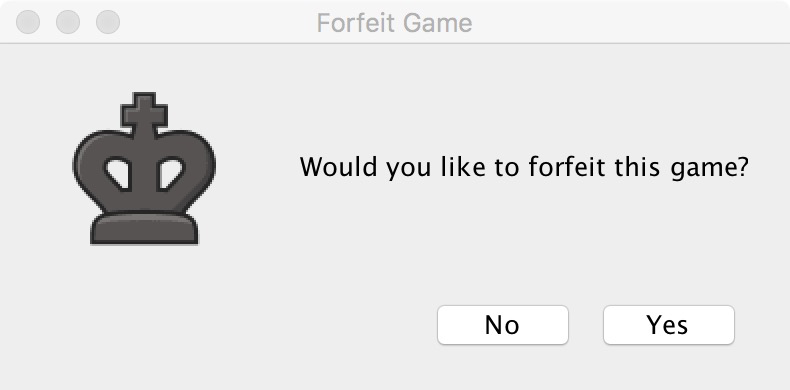 Forfeit Game
Would you like to forfeit this game?
No
Yes